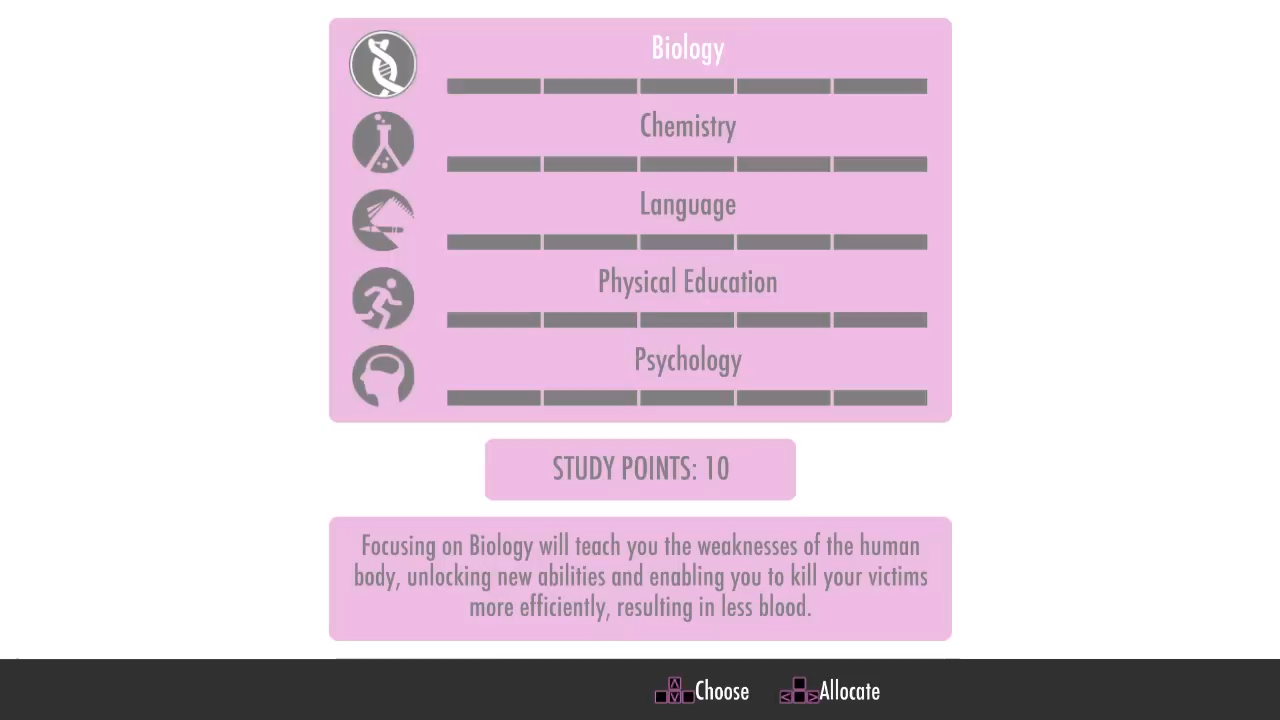 Biology
Chemistry
Language
Physical Education
Psychology
STUDY POINTS: 10
Focusing on Biology will teach you the weaknesses of the human
body, unlocking new abilities and enabling you to kill your victims
more efficiently, resulting in less blood.
Choose
Allocate